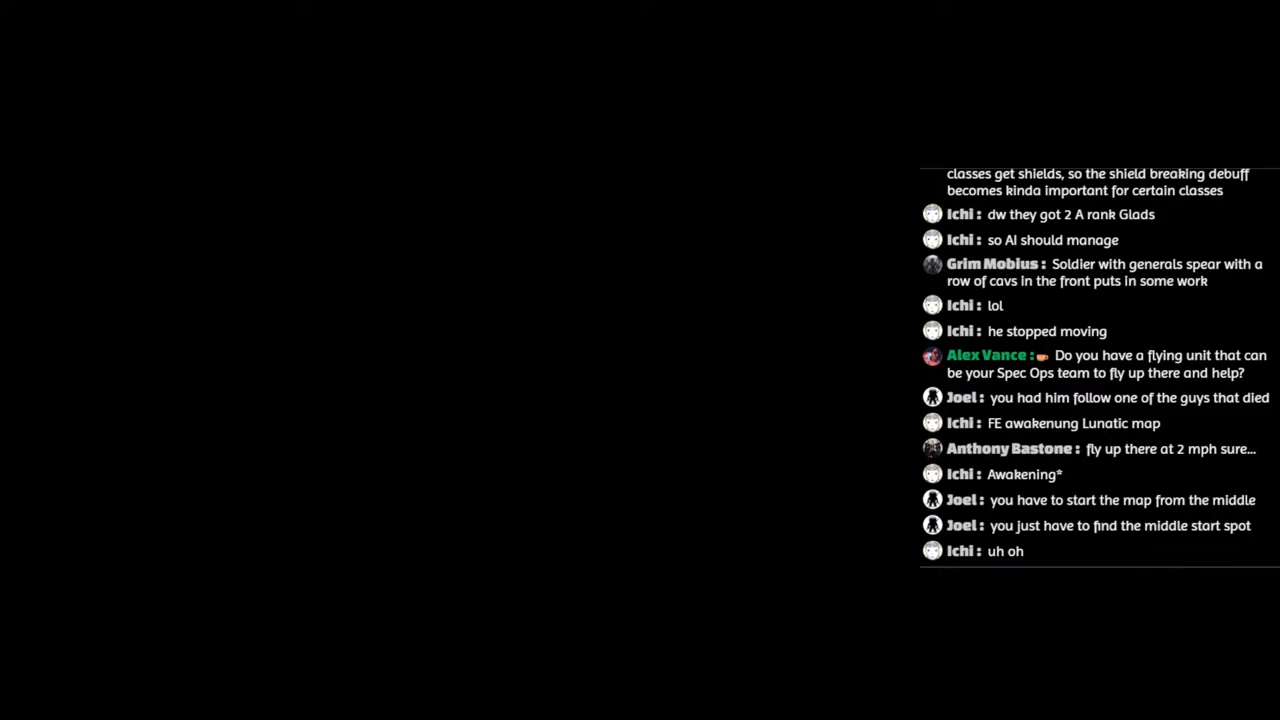 classes get shields, so the shield breaking debuff
becomes kinda important for certain classes
Ichi : dw they got 2 A rank Glads
Ichi : so AI should manage
Grim Mobius : Soldier with generals spear with a
row of cavs in the front puts in some work
Ichi : lol
Ichi : he stopped moving
Alex Vance : Do you have a flying unit that can
be your Spec Ops team to fly up there and help?
Joel : you had him follow one of the guys that died
Ichi : FE awakenung Lunatic map
Anthony Bastone : fly up there at 2 mph sure...
Ichi : Awakening*
Joel : you have to start the map from the middle
Joel : you just have to find the middle start spot
Ichi : uh oh